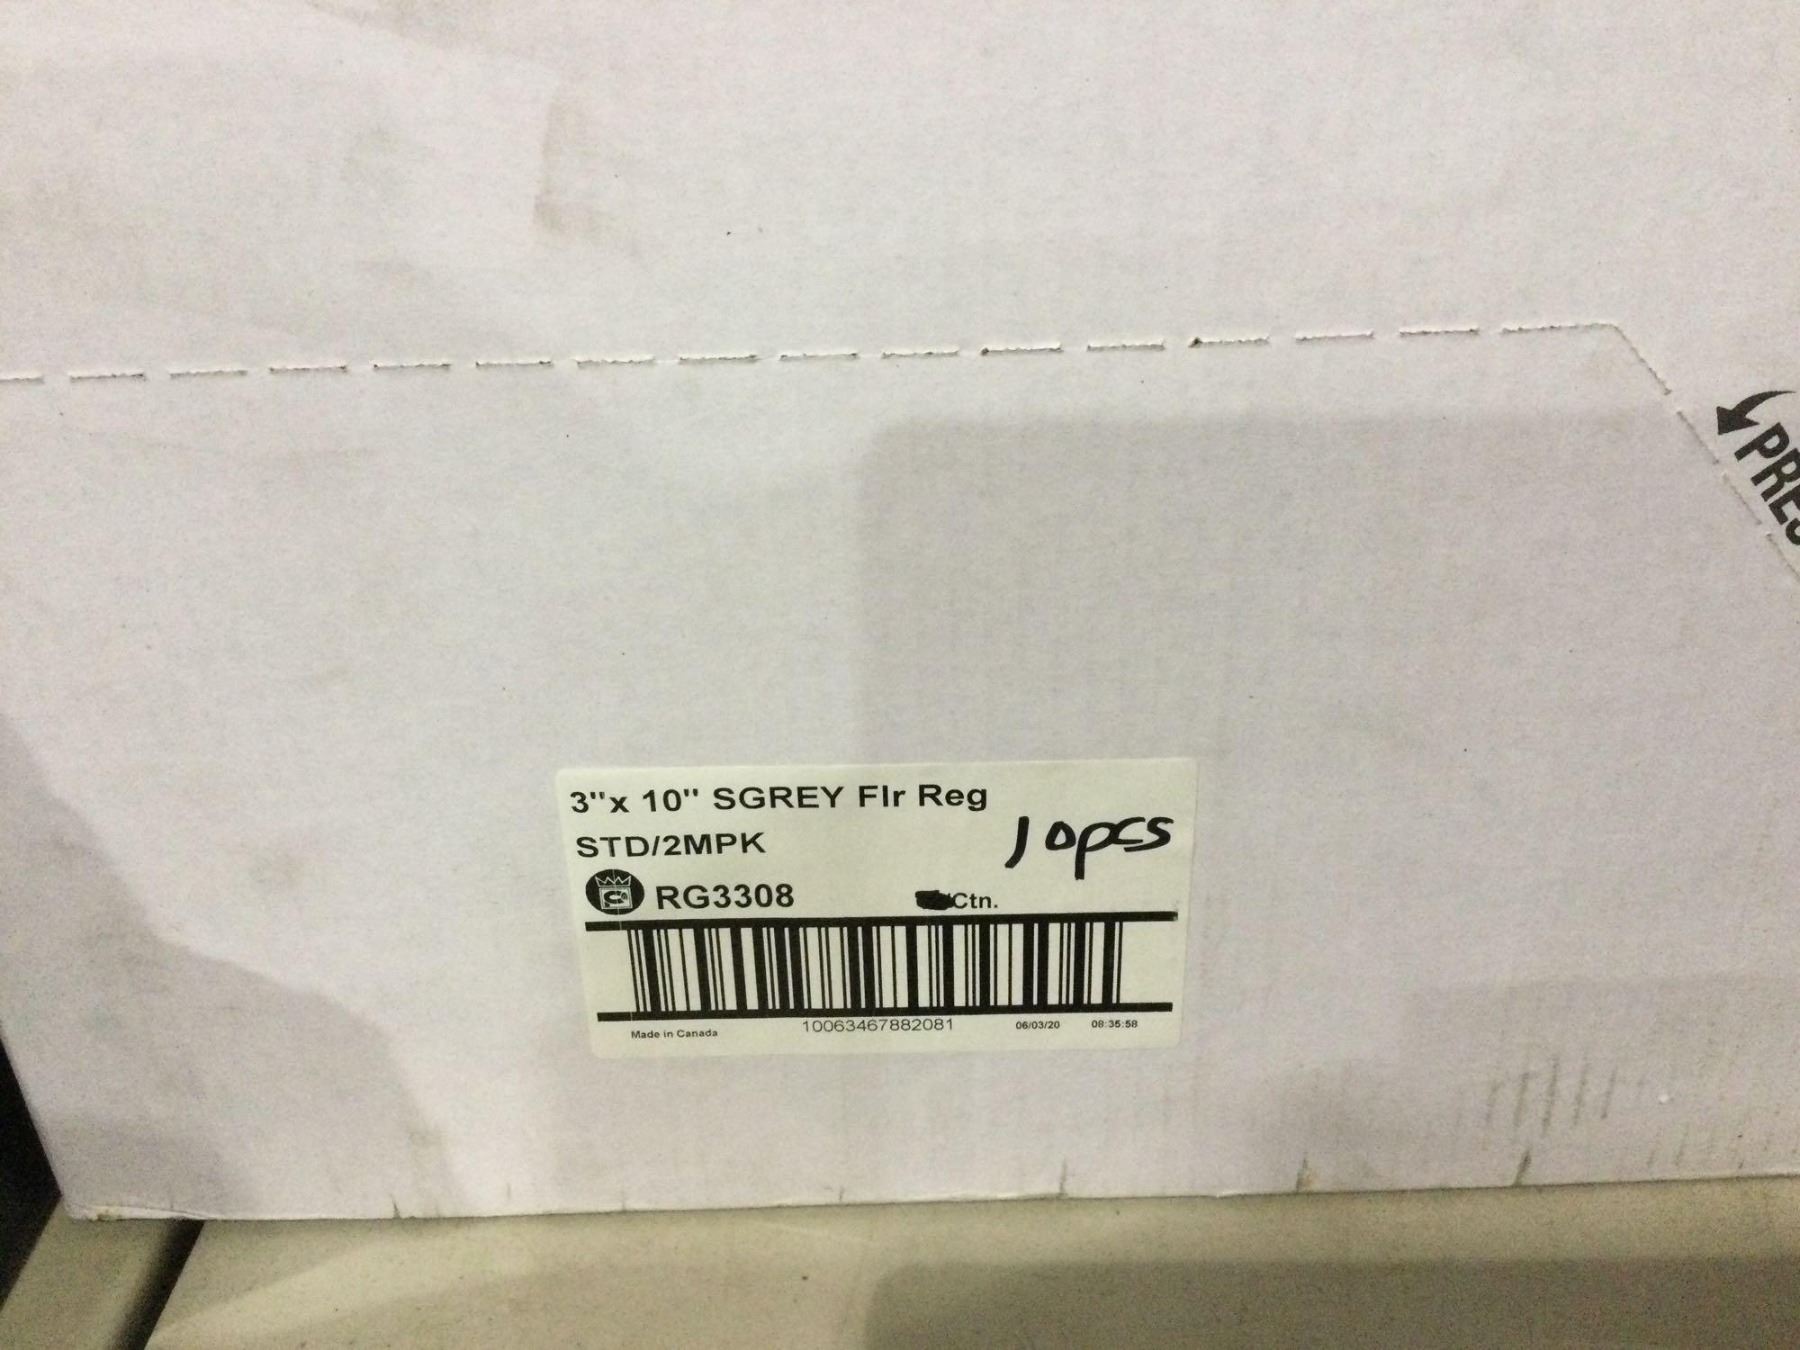 PRES
3"x 10" SGREY Flr Reg
STD/2MPK
10pcs
RG3308
Ctn.
Made in Canada
10063467882081
06/03/20
08:35:58